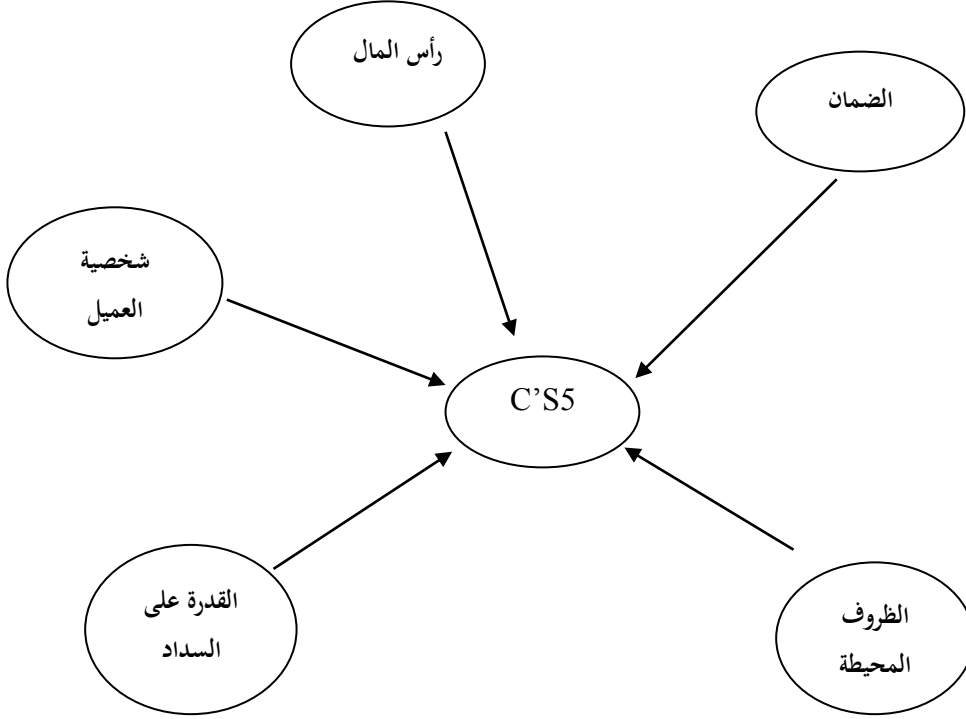 رأس المال
الضمان
شخصية
العميل
C’S5
القدرة على
السداد
الظروف
المحيطة